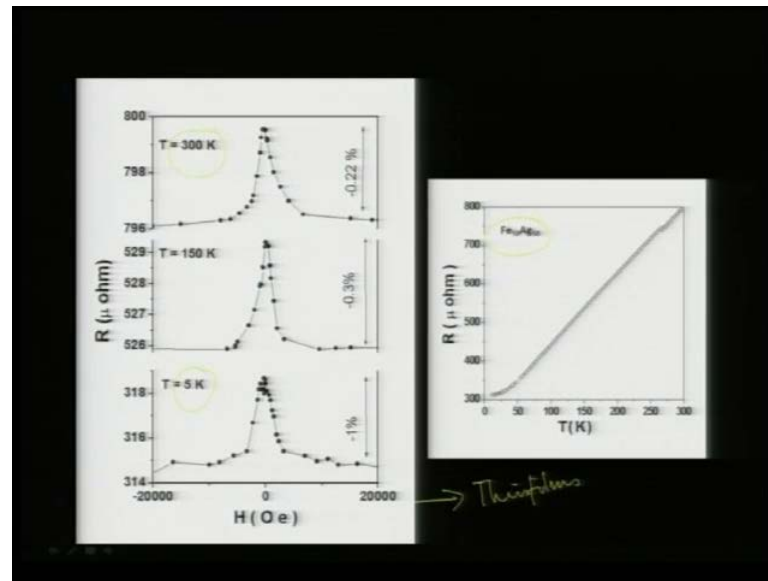 800
T = 300 K
798
-0.22 %
796
529
T = 150 K
528
-0.3%
527
526
R ( μ ohm)
318
T = 5 K
316
-1%
314
-20000 0 20000
H ( Oe )
800
700
600
500
400
300
R ( μ ohm )
0 50 100 150 200 250 300
T(K)